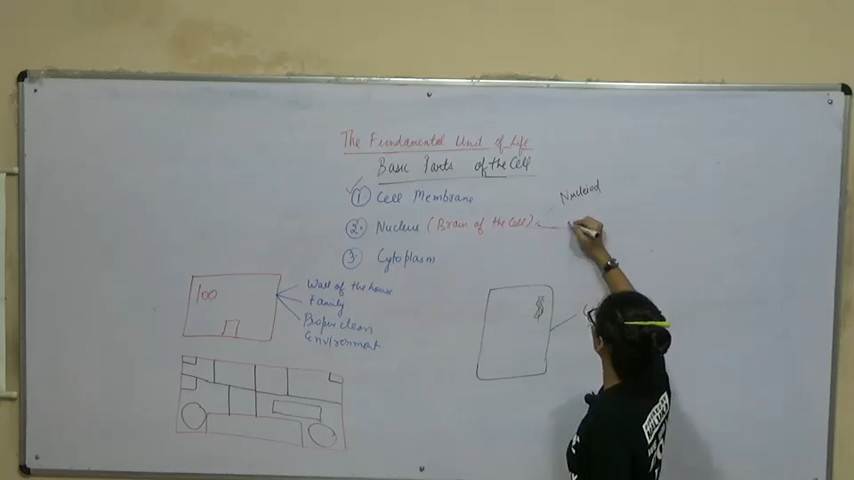 The Fundamental Unit of Life
Basic Parts of the Cell
1 Cell Membrane
2. Nucleus (Brain of the Cell)
Nucleoid
3. Cytoplasm
100
Wall of the house
Family
Proper clean
Environment